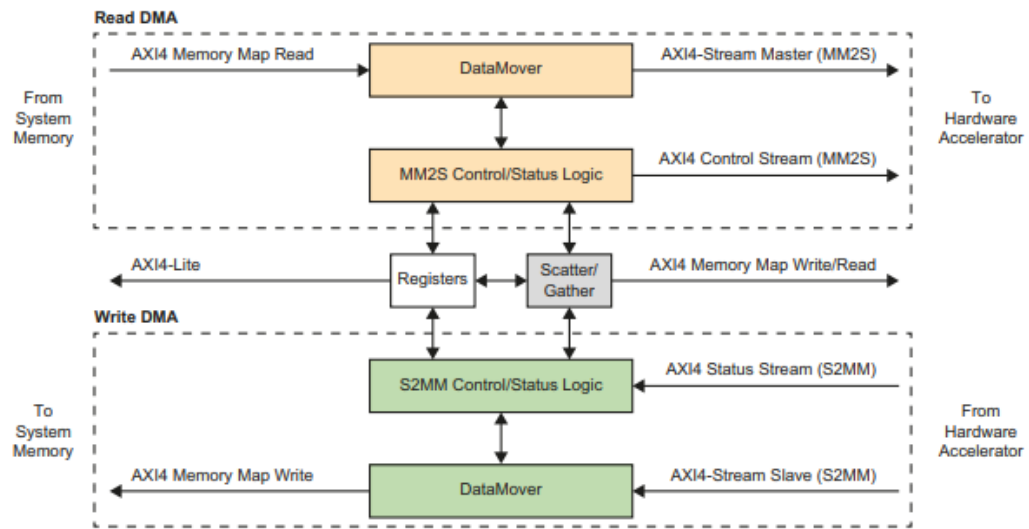 Read DMA
AXI4 Memory Map Read
DataMover
AXI4-Stream Master (MM2S)
From
System
Memory
To
Hardware
Accelerator
MM2S Control/Status Logic
AXI4 Control Stream (MM2S)
AXI4-Lite
Registers
Scatter/
Gather
AXI4 Memory Map Write/Read
Write DMA
S2MM Control/Status Logic
AXI4 Status Stream (S2MM)
To
System
Memory
From
Hardware
Accelerator
AXI4 Memory Map Write
DataMover
AXI4-Stream Slave (S2MM)